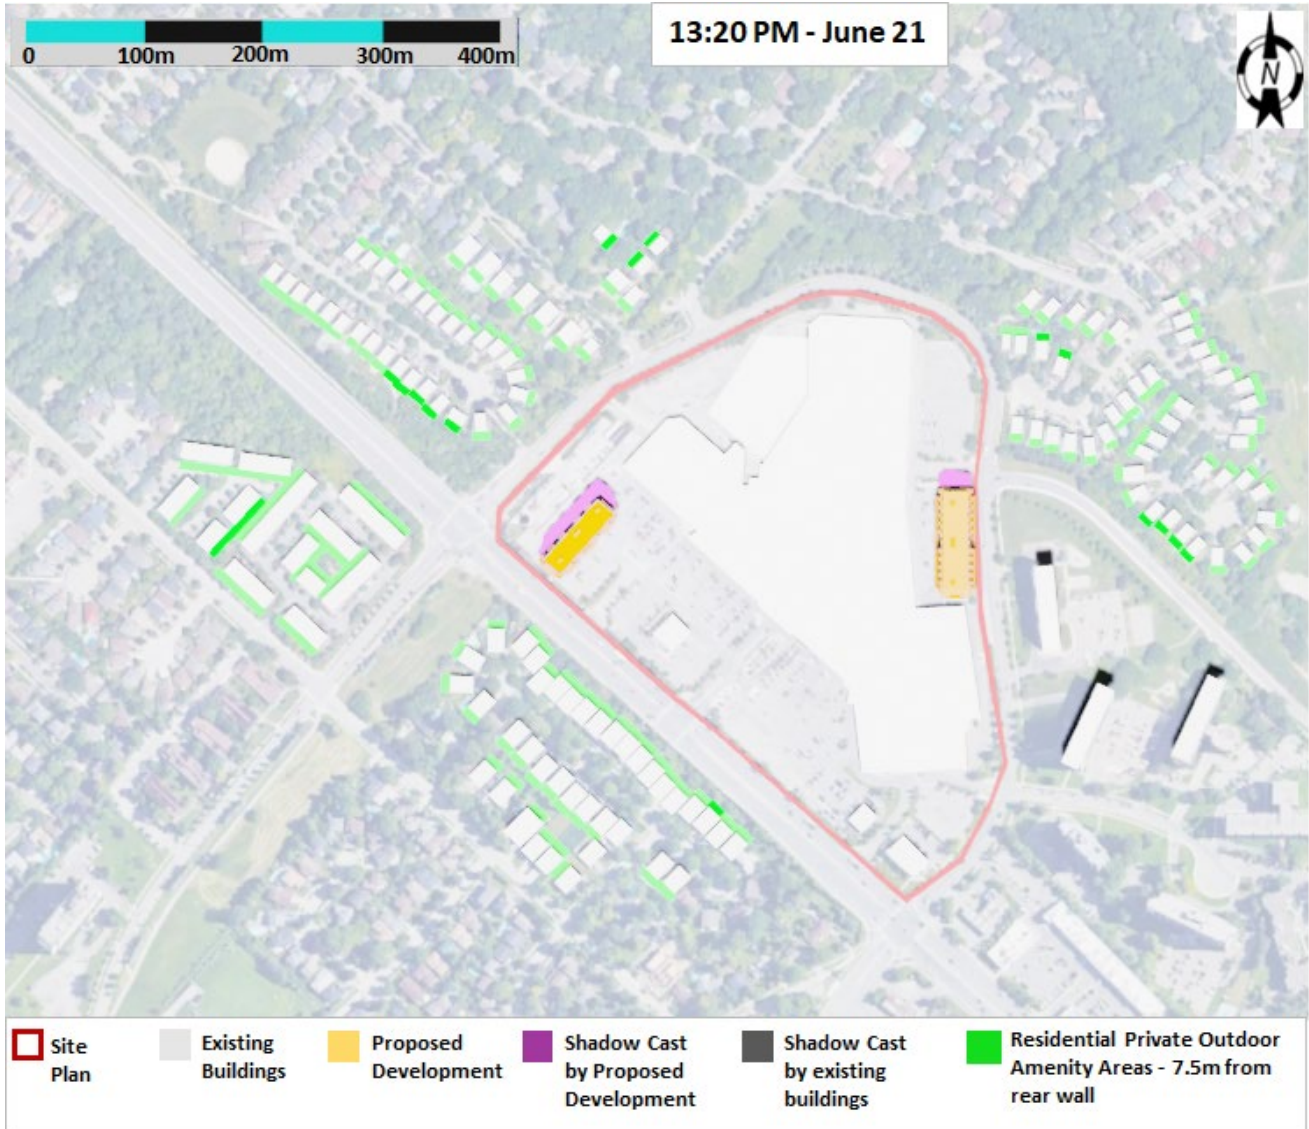 13:20 PM - June 21
N
0 100m 200m 300m 400m
Site
Plan
Existing
Buildings
Proposed
Development
Shadow Cast
by Proposed
Development
Shadow Cast
by existing
buildings
Residential Private Outdoor
Amenity Areas - 7.5m from
rear wall